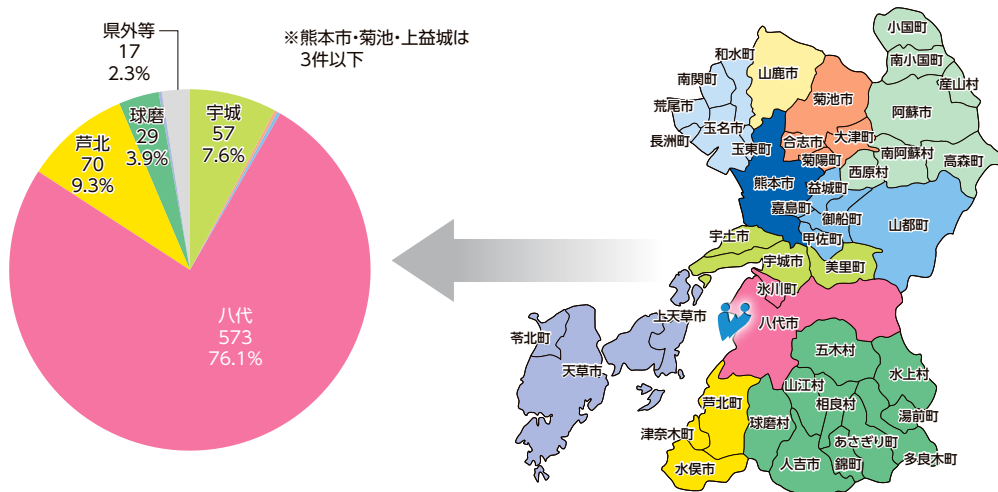 県外等
17
2.3%
※熊本市・菊池・上益城は
3件以下
宇城
57
7.6%
球磨
29
3.9%
芦北
70
9.3%
八代
573
76.1%
小国町
南小国町
産山村
和水町
山鹿市
南関町
菊池市
阿蘇市
荒尾市
玉名市
大津町
長洲町
玉東町
合志市
菊陽町
南阿蘇村
高森町
西原村
熊本市
益城町
嘉島町
御船町
山都町
甲佐町
宇土市
宇城市
美里町
氷川町
上天草市
八代市
苓北町
天草市
五木村
水上村
山江村
芦北町
相良村
湯前町
球磨村
津奈木町
あさぎり町
多良木町
水俣市
人吉市
錦町